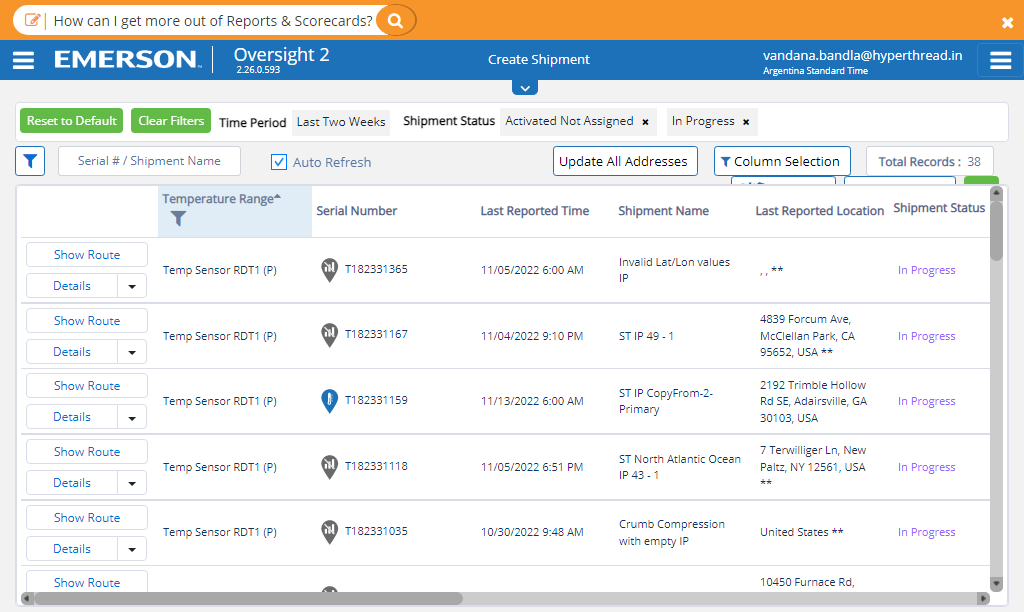 How can I get more out of Reports & Scorecards?
EMERSON
Oversight 2
2.26.0.593
Create Shipment
vandana.bandla@hyperthread.in
Argentina Standard Time
Reset to Default
Clear Filters
Time Period
Last Two Weeks
Shipment Status
Activated Not Assigned ×
In Progress ×
Serial # / Shipment Name
Auto Refresh
Update All Addresses
Column Selection
Total Records : 38
Temperature Range
Serial Number
Last Reported Time
Shipment Name
Last Reported Location
Shipment Status
Show Route
Details
Temp Sensor RDT1 (P)
T182331365
11/05/2022 6:00 AM
Invalid Lat/Lon values
IP
, , **
In Progress
Show Route
Details
Temp Sensor RDT1 (P)
T182331167
11/04/2022 9:10 PM
ST IP 49 - 1
4839 Forcum Ave,
McClellan Park, CA
95652, USA **
In Progress
Show Route
Details
Temp Sensor RDT1 (P)
T182331159
11/13/2022 6:00 AM
ST IP CopyFrom-2-
Primary
2192 Trimble Hollow
Rd SE, Adairsville, GA
30103, USA
In Progress
Show Route
Details
Temp Sensor RDT1 (P)
T182331118
11/05/2022 6:51 PM
ST North Atlantic Ocean
IP 43 - 1
7 Terwilliger Ln, New
Paltz, NY 12561, USA
**
In Progress
Show Route
Details
Temp Sensor RDT1 (P)
T182331035
10/30/2022 9:48 AM
Crumb Compression
with empty IP
United States **
In Progress
Show Route
10450 Furnace Rd,